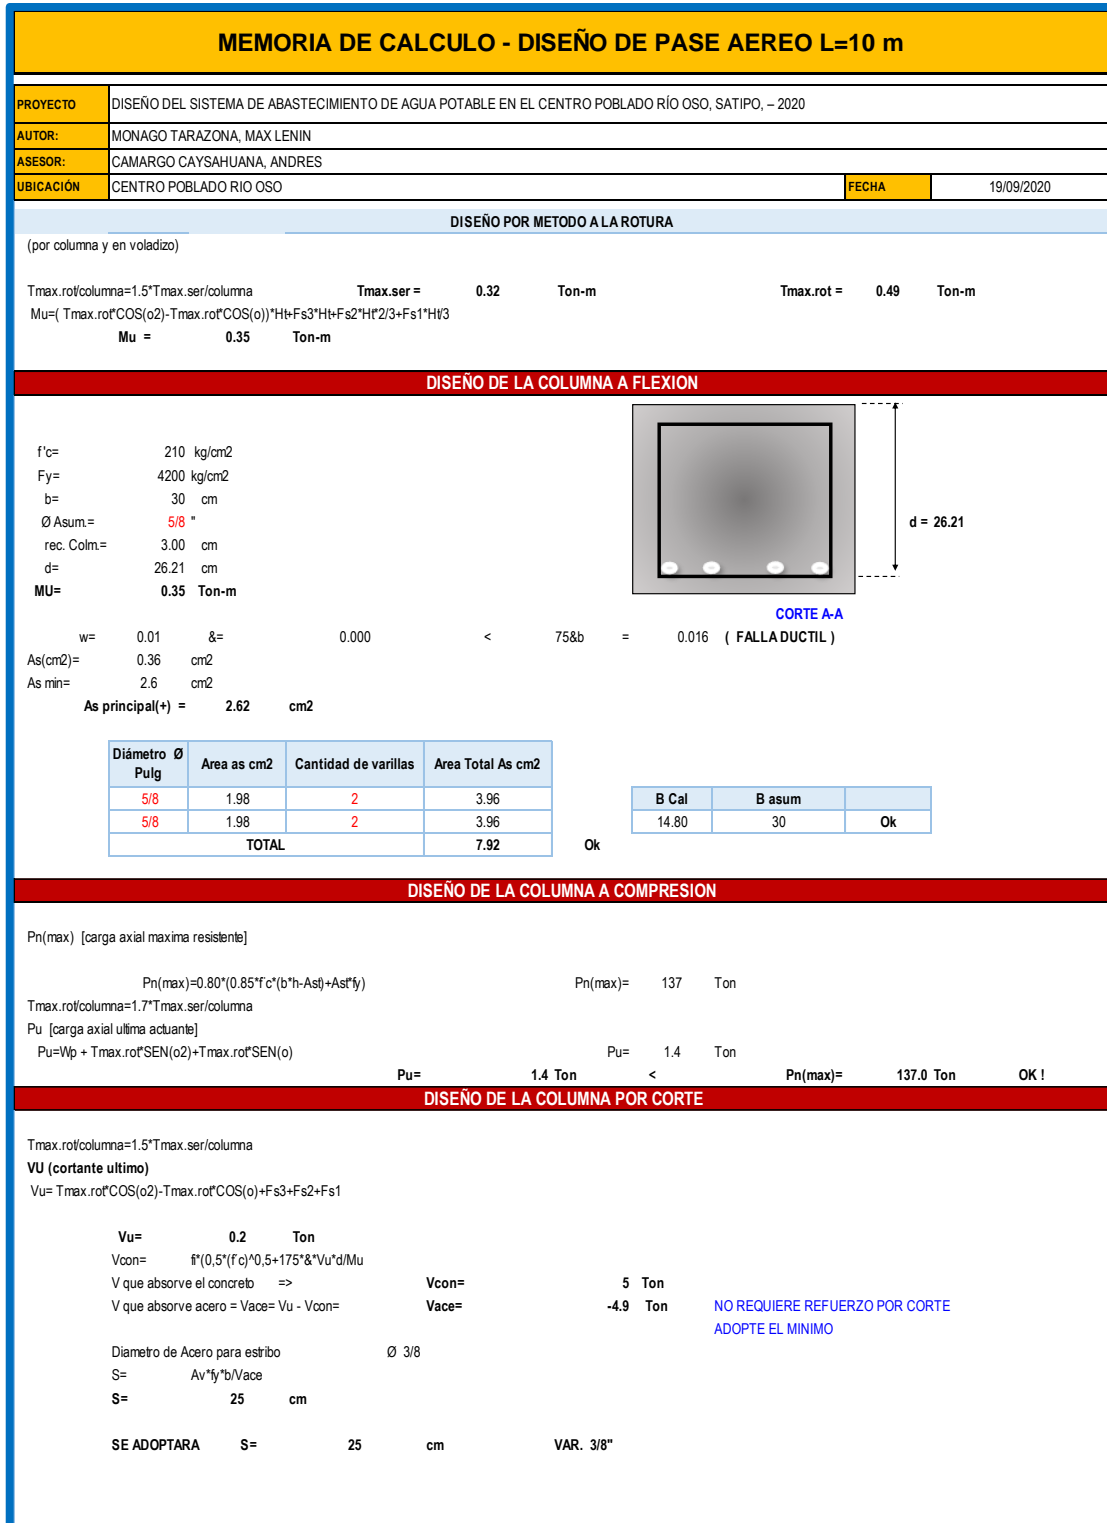 MEMORIA DE CALCULO - DISEÑO DE PASE AEREO L=10 m
PROYECTO DISEÑO DEL SISTEMA DE ABASTECIMIENTO DE AGUA POTABLE EN EL CENTRO POBLADO RÍO OSO, SATIPO, – 2020
AUTOR: MONAGO TARAZONA, MAX LENIN
ASESOR: CAMARGO CAYSAHUANA, ANDRES
UBICACIÓN CENTRO POBLADO RIO OSO FECHA 19/09/2020
DISEÑO POR METODO A LA ROTURA
(por columna y en voladizo)
Tmax.rot/columna=1.5*Tmax.ser/columna Tmax.ser = 0.32 Ton-m Tmax.rot = 0.49 Ton-m
Mu=( Tmax.rot*COS(o2)-Tmax.rot*COS(o))*Ht+Fs3*Ht+Fs2*Ht*2/3+Fs1*Ht/3
Mu = 0.35 Ton-m
DISEÑO DE LA COLUMNA A FLEXION
f'c= 210 kg/cm2
Fy= 4200 kg/cm2
b= 30 cm
Ø Asum.= 5/8 "
d = 26.21
rec. Colm.= 3.00 cm
d= 26.21 cm
MU= 0.35 Ton-m
CORTE A-A
w= 0.01 &= 0.000 < 75&b = 0.016 ( FALLA DUCTIL )
As(cm2)= 0.36 cm2
As min= 2.6 cm2
As principal(+) = 2.62 cm2
Diámetro Ø Pulg Area as cm2 Cantidad de varillas Area Total As cm2
5/8 1.98 2 3.96 B Cal B asum
5/8 1.98 2 3.96 14.80 30 Ok
TOTAL 7.92 Ok
DISEÑO DE LA COLUMNA A COMPRESION
Pn(max) [carga axial maxima resistente]
Pn(max)=0.80*(0.85*f´c*(b*h-Ast)+Ast*fy) Pn(max)= 137 Ton
Tmax.rot/columna=1.7*Tmax.ser/columna
Pu [carga axial ultima actuante]
Pu=Wp + Tmax.rot*SEN(o2)+Tmax.rot*SEN(o) Pu= 1.4 Ton
Pu= 1.4 Ton < Pn(max)= 137.0 Ton OK !
DISEÑO DE LA COLUMNA POR CORTE
Tmax.rot/columna=1.5*Tmax.ser/columna
VU (cortante ultimo)
Vu= Tmax.rot*COS(o2)-Tmax.rot*COS(o)+Fs3+Fs2+Fs1
Vu= 0.2 Ton
Vcon= fi*(0,5*(f´c)^0,5+175*&*Vu*d/Mu
V que absorve el concreto => Vcon= 5 Ton
V que absorve acero = Vace= Vu - Vcon= Vace= -4.9 Ton NO REQUIERE REFUERZO POR CORTE
ADOPTE EL MINIMO
Diametro de Acero para estribo Ø 3/8
S= Av*fy*b/Vace
S= 25 cm
SE ADOPTARA S= 25 cm VAR. 3/8"